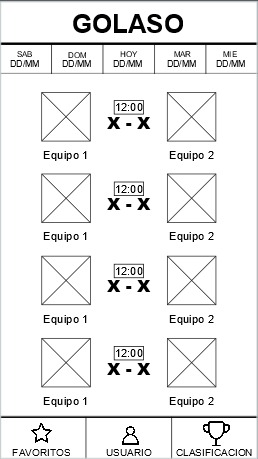 GOLASO
SAB DOM HOY MAR MIE
DD/MM DD/MM DD/MM DD/MM DD/MM
12:00
X - X
Equipo 1 Equipo 2
12:00
X - X
Equipo 1 Equipo 2
12:00
X - X
Equipo 1 Equipo 2
12:00
X - X
Equipo 1 Equipo 2
FAVORITOS USUARIO CLASIFICACION